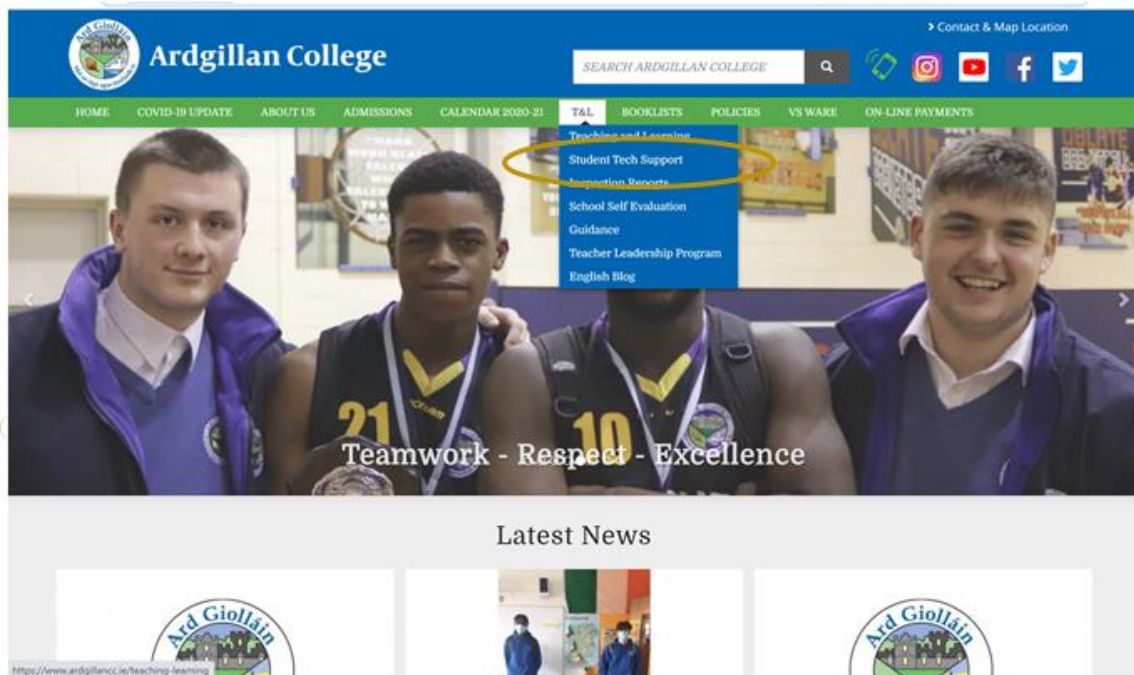 Contact & Map Location
Ard Giolláin
Ardgillan College
SEARCH ARDGILLAN COLLEGE
HOME COVID-19 UPDATE ABOUT US ADMISSIONS CALENDAR 2020-21 T&L BOOKLISTS POLICIES VS WARE ON-LINE PAYMENTS
Teaching and Learning
Student Tech Support
Inspection Reports
School Self Evaluation
Guidance
Teacher Leadership Program
English Blog
21
10
Teamwork - Respect - Excellence
Latest News
Ard Giolláin
Ard Giolláin
https://www.ardgillancc.ie/teaching-learning